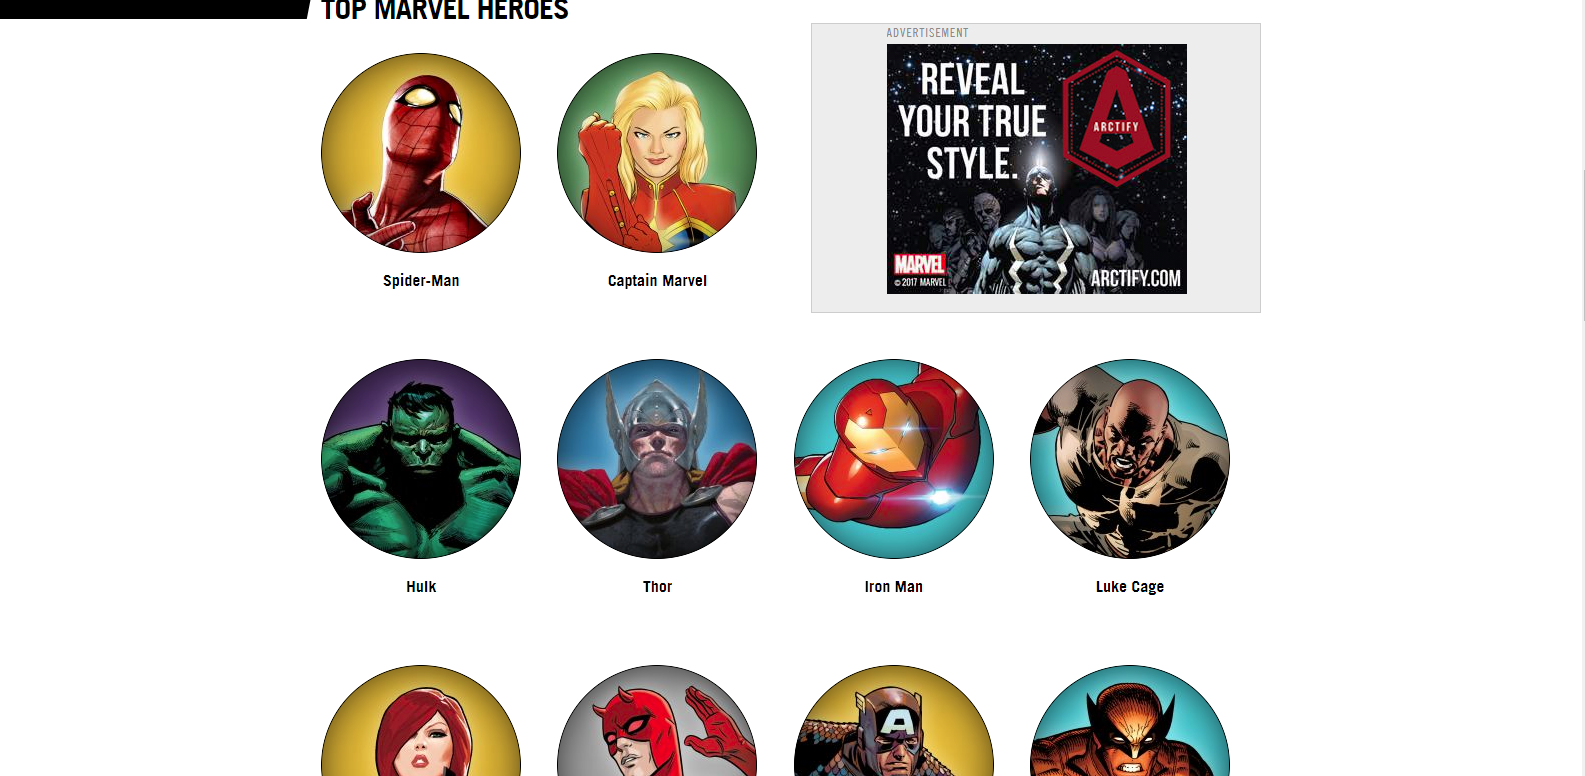 TOP MARVEL HEROES
ADVERTISEMENT
REVEAL
YOUR TRUE
STYLE.
ARCTIFY
MARVEL
© 2017 MARVEL
ARCTIFY.COM
Spider-Man
Captain Marvel
Hulk
Thor
Iron Man
Luke Cage
A